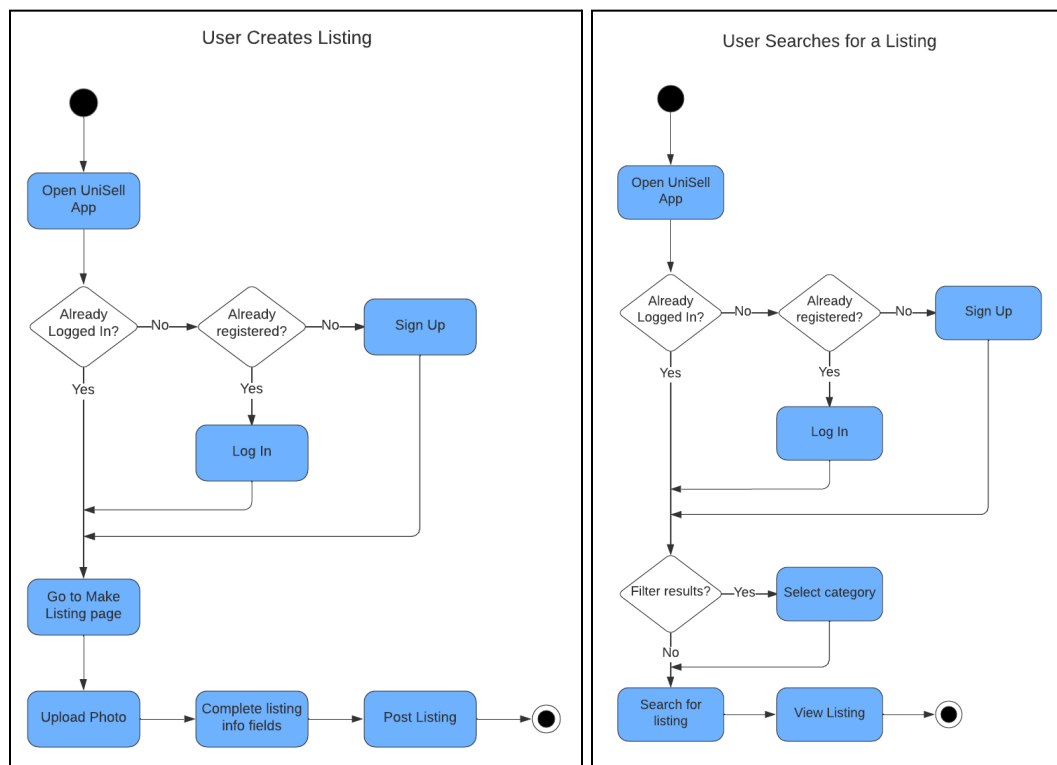 User Creates Listing
Open UniSell
App
Already
Logged In?
No
Already
registered?
No
Sign Up
Yes
Yes
Log In
Go to Make
Listing page
Upload Photo
Complete listing
info fields
Post Listing
User Searches for a Listing
Open UniSell
App
Already
Logged In?
No
Already
registered?
No
Sign Up
Yes
Yes
Log In
Filter results?
Yes
Select category
No
Search for
listing
View Listing